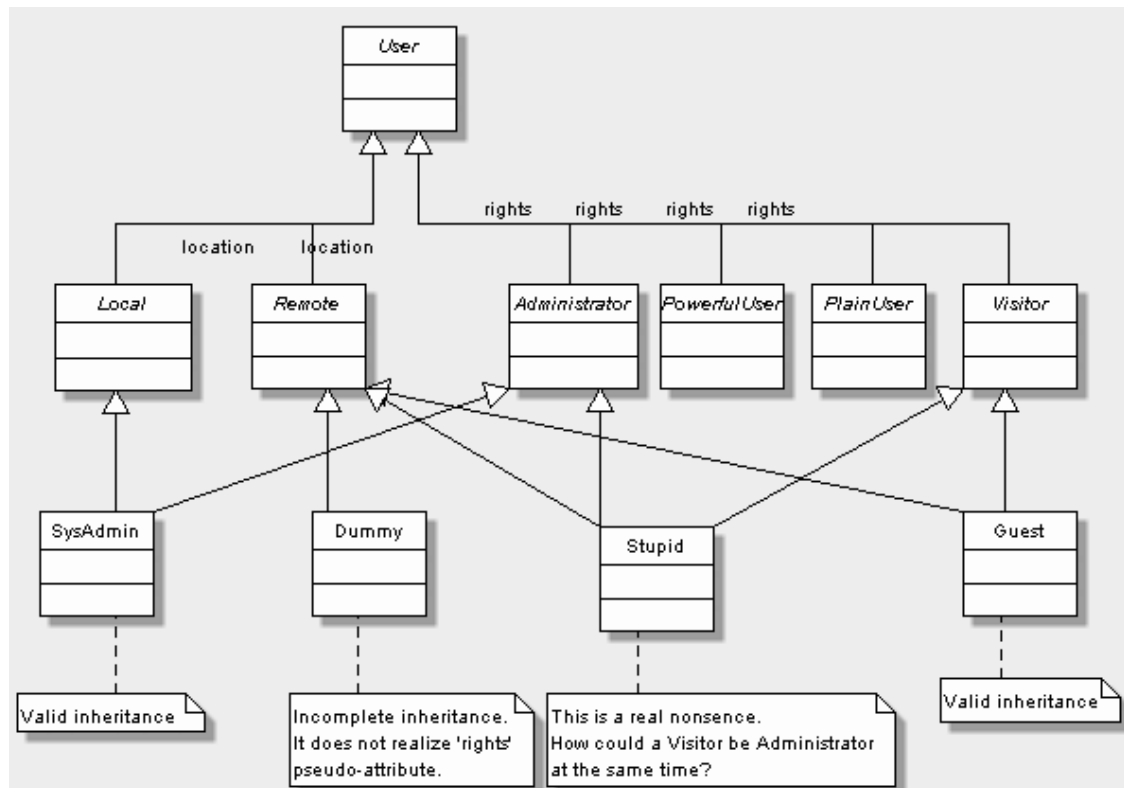 User
rights
rights
rights
rights
location
location
Local
Remote
Administrator
PowerfulUser
PlainUser
Visitor
SysAdmin
Dummy
Stupid
Guest
Valid inheritance
Incomplete inheritance.
It does not realize 'rights'
pseudo-attribute.
This is a real nonsence.
How could a Visitor be Administrator
at the same time?
Valid inheritance